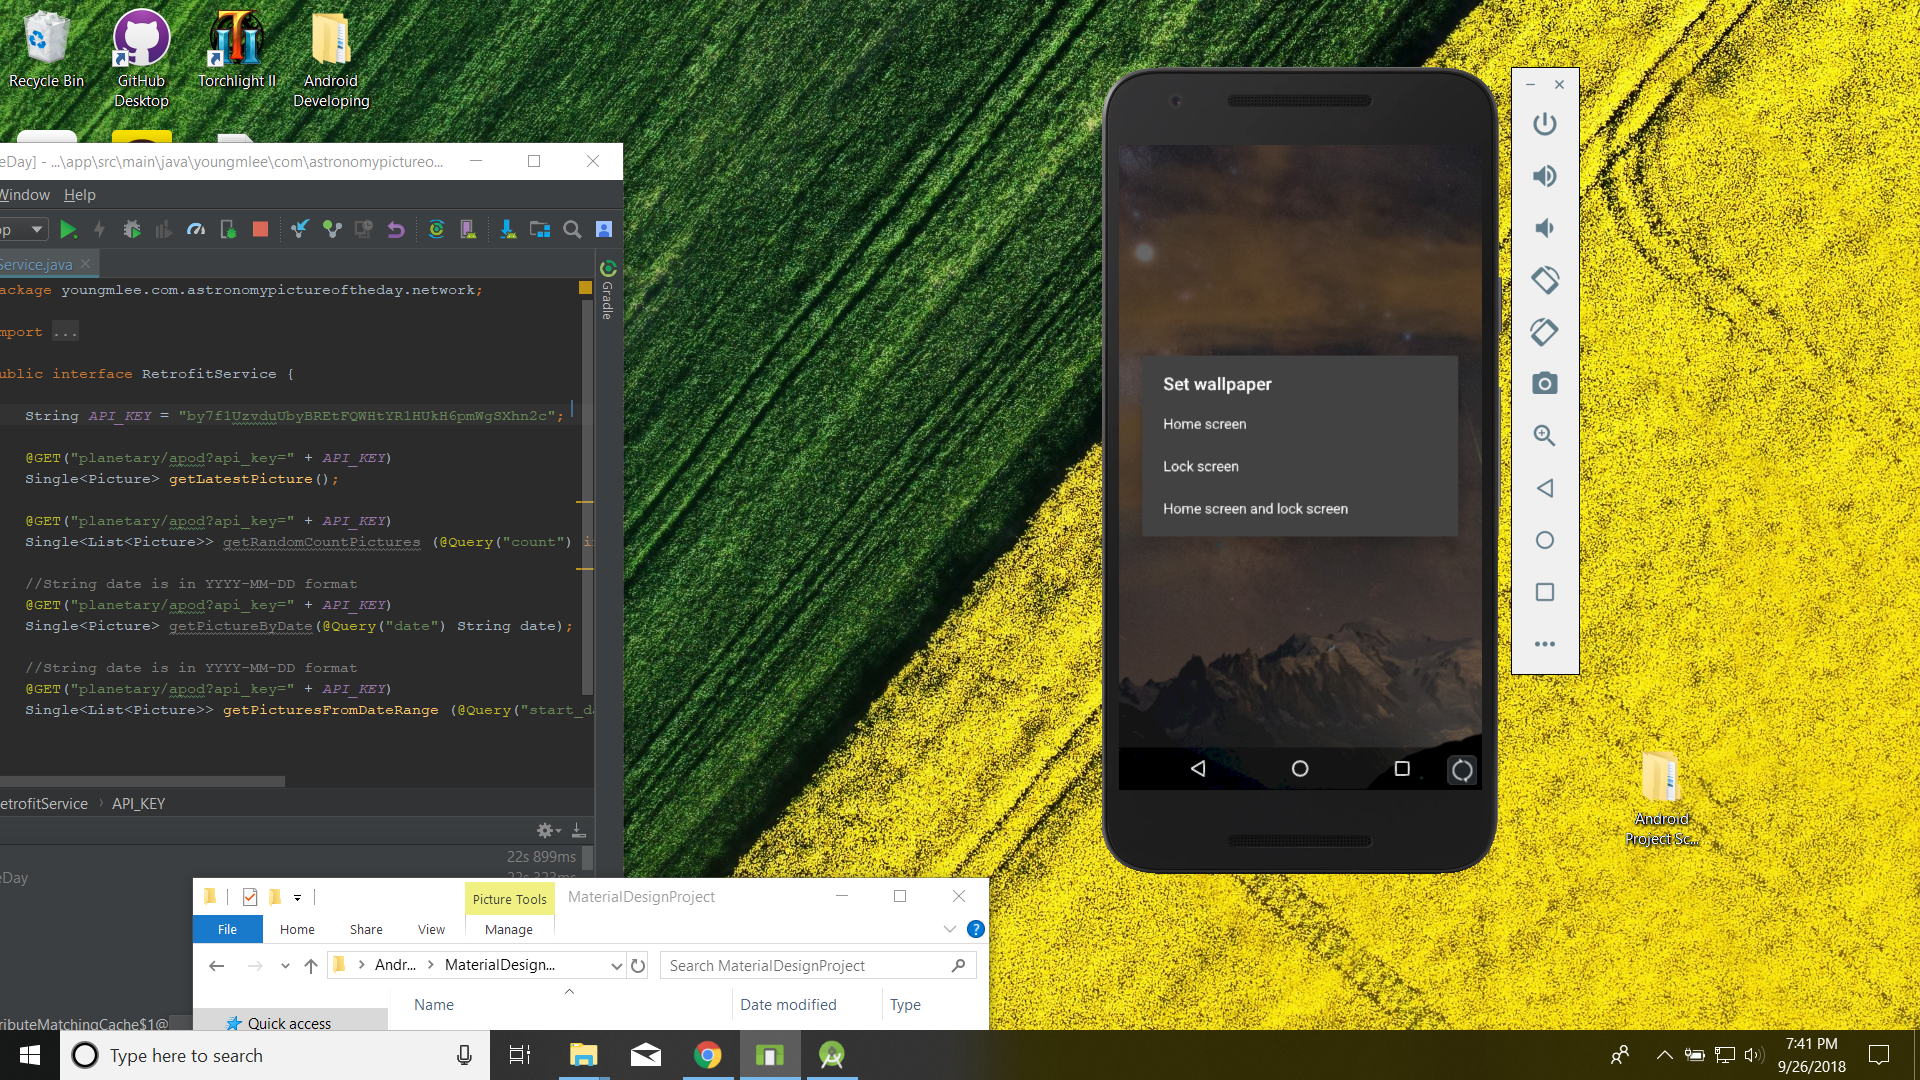 Recycle Bin
GitHub Desktop
Torchlight II
Android Developing
eDay] - ...\app\src\main\java\youngmlee\com\astronomypictureo...
Window Help
Service.java
ackage youngmlee.com.astronomypictureoftheday.network;
mport ...
ublic interface RetrofitService {
String API_KEY = "by7f1UzvduUbyBREtFQWHtYR1HUkH6pmWgSXhn2c";
@GET("planetary/apod?api_key=" + API_KEY)
Single<Picture> getLatestPicture();
@GET("planetary/apod?api_key=" + API_KEY)
Single<List<Picture>> getRandomCountPictures (@Query("count") i
//String date is in YYYY-MM-DD format
@GET("planetary/apod?api_key=" + API_KEY)
Single<Picture> getPictureByDate(@Query("date") String date);
//String date is in YYYY-MM-DD format
@GET("planetary/apod?api_key=" + API_KEY)
Single<List<Picture>> getPicturesFromDateRange (@Query("start_d
Gradle
etrofitService › API_KEY
22s 899ms
eDay
ributeMatchingCache$1@
Picture Tools
MaterialDesignProject
File Home Share View Manage
Andr... MaterialDesign...
Search MaterialDesignProject
Name Date modified Type
Quick access
Set wallpaper
Home screen
Lock screen
Home screen and lock screen
Android
Project Sc...
Type here to search
7:41 PM
9/26/2018